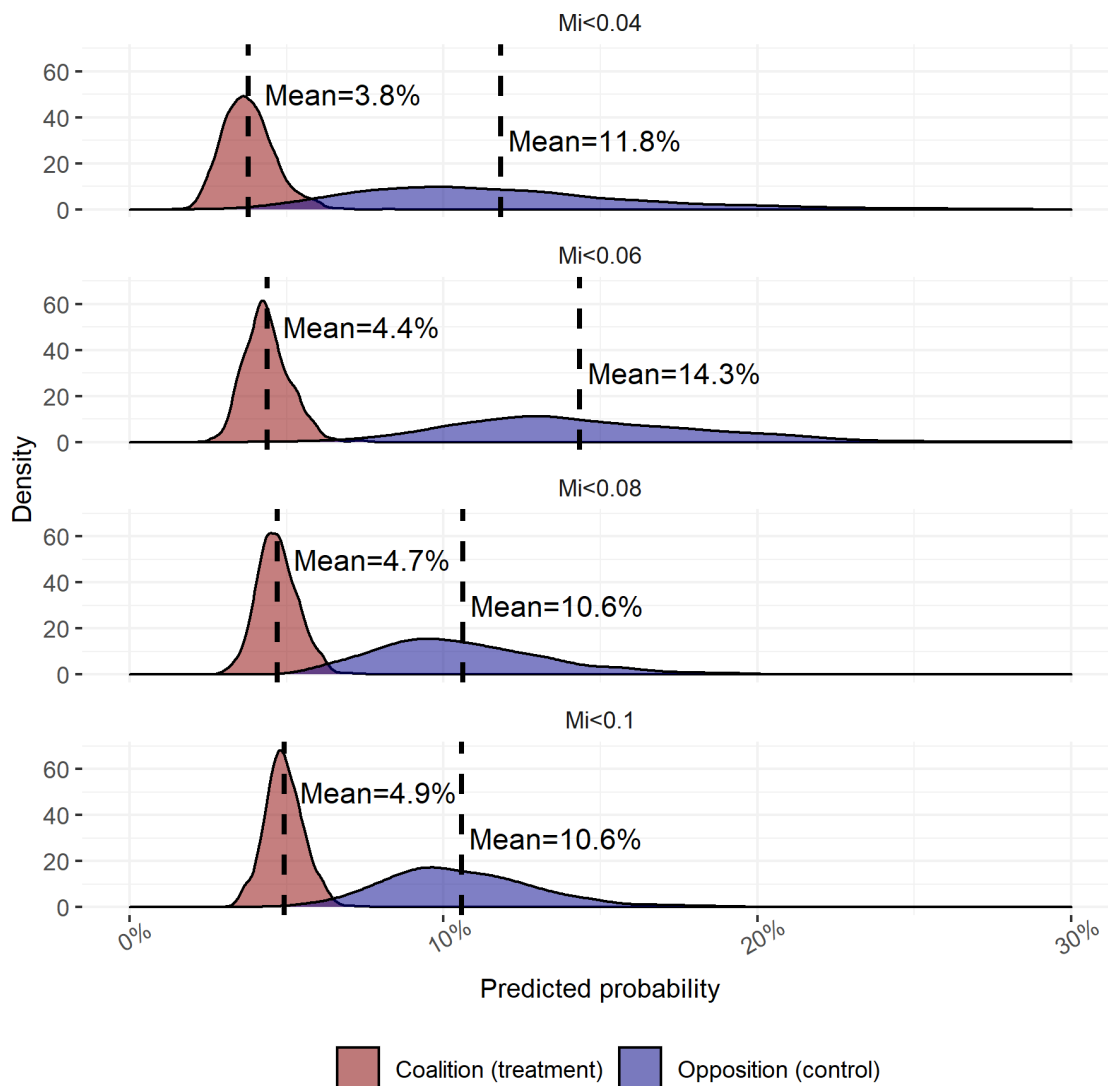 Mi<0.04
60
40
20
0
Mean=3.8%
Mean=11.8%
Mi<0.06
60
40
20
0
Mean=4.4%
Mean=14.3%
Density
Mi<0.08
60
40
20
0
Mean=4.7%
Mean=10.6%
Mi<0.1
60
40
20
0
Mean=4.9%
Mean=10.6%
0% 10% 20% 30%
Predicted probability
Coalition (treatment) Opposition (control)